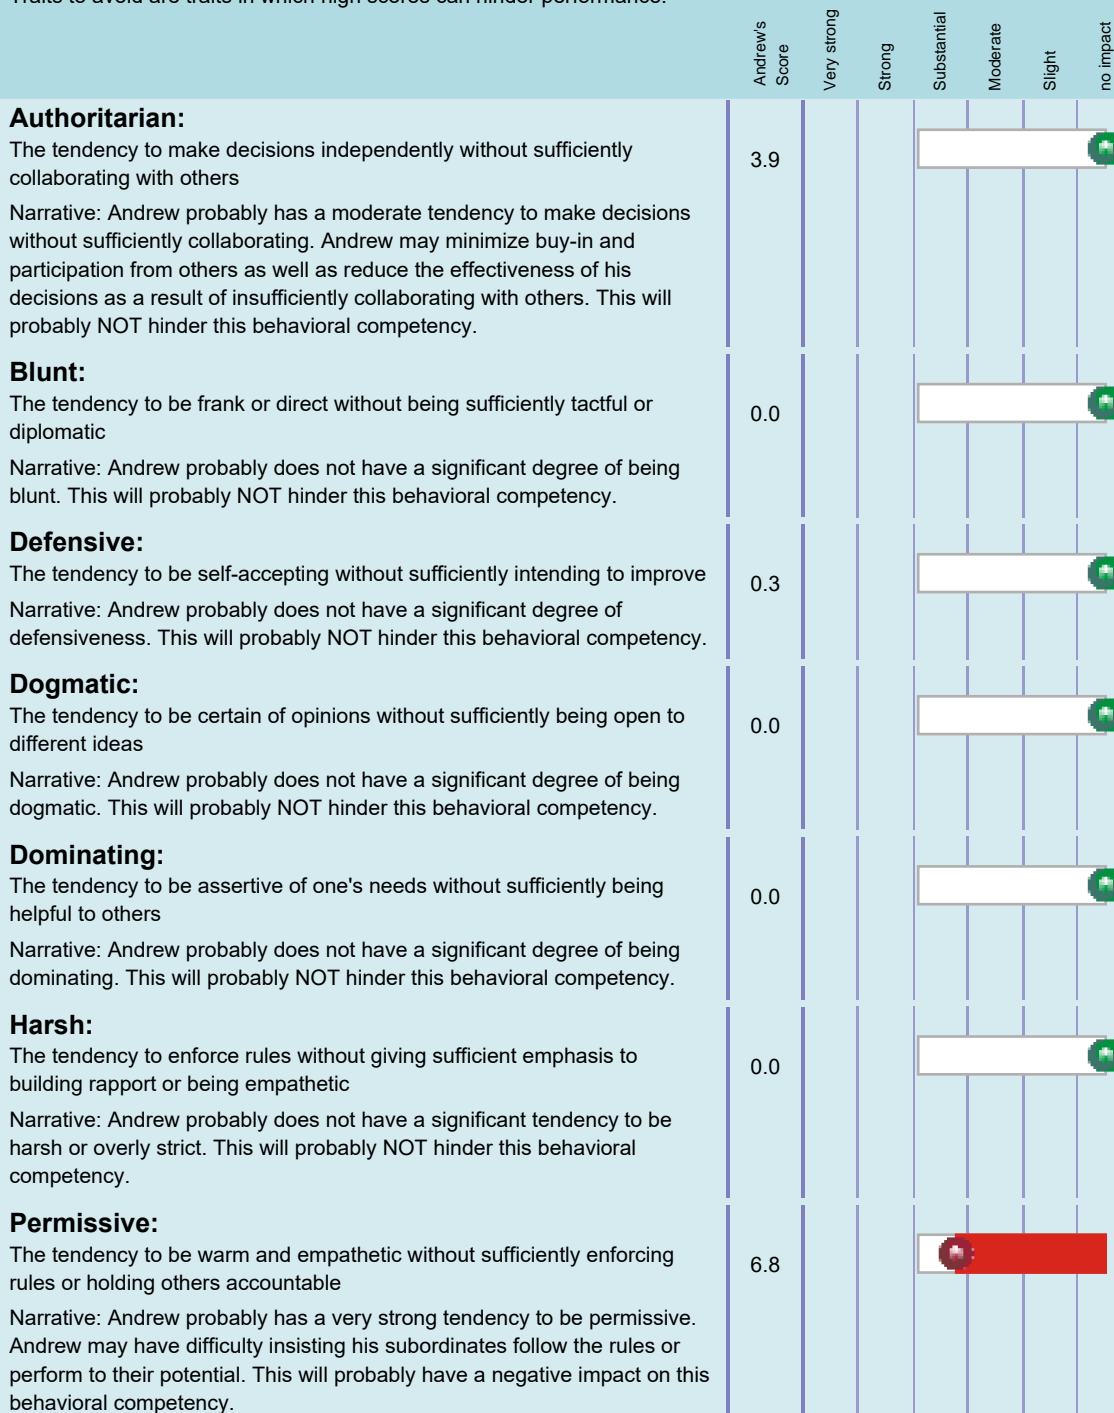 Traits to avoid are traits in which high scores can hinder performance.
Andrew's
Score
Very strong
Strong
Substantial
Moderate
Slight
no impact
Authoritarian:
The tendency to make decisions independently without sufficiently
collaborating with others
3.9
Narrative: Andrew probably has a moderate tendency to make decisions
without sufficiently collaborating. Andrew may minimize buy-in and
participation from others as well as reduce the effectiveness of his
decisions as a result of insufficiently collaborating with others. This will
probably NOT hinder this behavioral competency.
Blunt:
The tendency to be frank or direct without being sufficiently tactful or
diplomatic
0.0
Narrative: Andrew probably does not have a significant degree of being
blunt. This will probably NOT hinder this behavioral competency.
Defensive:
The tendency to be self-accepting without sufficiently intending to improve
0.3
Narrative: Andrew probably does not have a significant degree of
defensiveness. This will probably NOT hinder this behavioral competency.
Dogmatic:
The tendency to be certain of opinions without sufficiently being open to
different ideas
0.0
Narrative: Andrew probably does not have a significant degree of being
dogmatic. This will probably NOT hinder this behavioral competency.
Dominating:
The tendency to be assertive of one's needs without sufficiently being
helpful to others
0.0
Narrative: Andrew probably does not have a significant degree of being
dominating. This will probably NOT hinder this behavioral competency.
Harsh:
The tendency to enforce rules without giving sufficient emphasis to
building rapport or being empathetic
0.0
Narrative: Andrew probably does not have a significant tendency to be
harsh or overly strict. This will probably NOT hinder this behavioral
competency.
Permissive:
The tendency to be warm and empathetic without sufficiently enforcing
rules or holding others accountable
6.8
Narrative: Andrew probably has a very strong tendency to be permissive.
Andrew may have difficulty insisting his subordinates follow the rules or
perform to their potential. This will probably have a negative impact on this
behavioral competency.